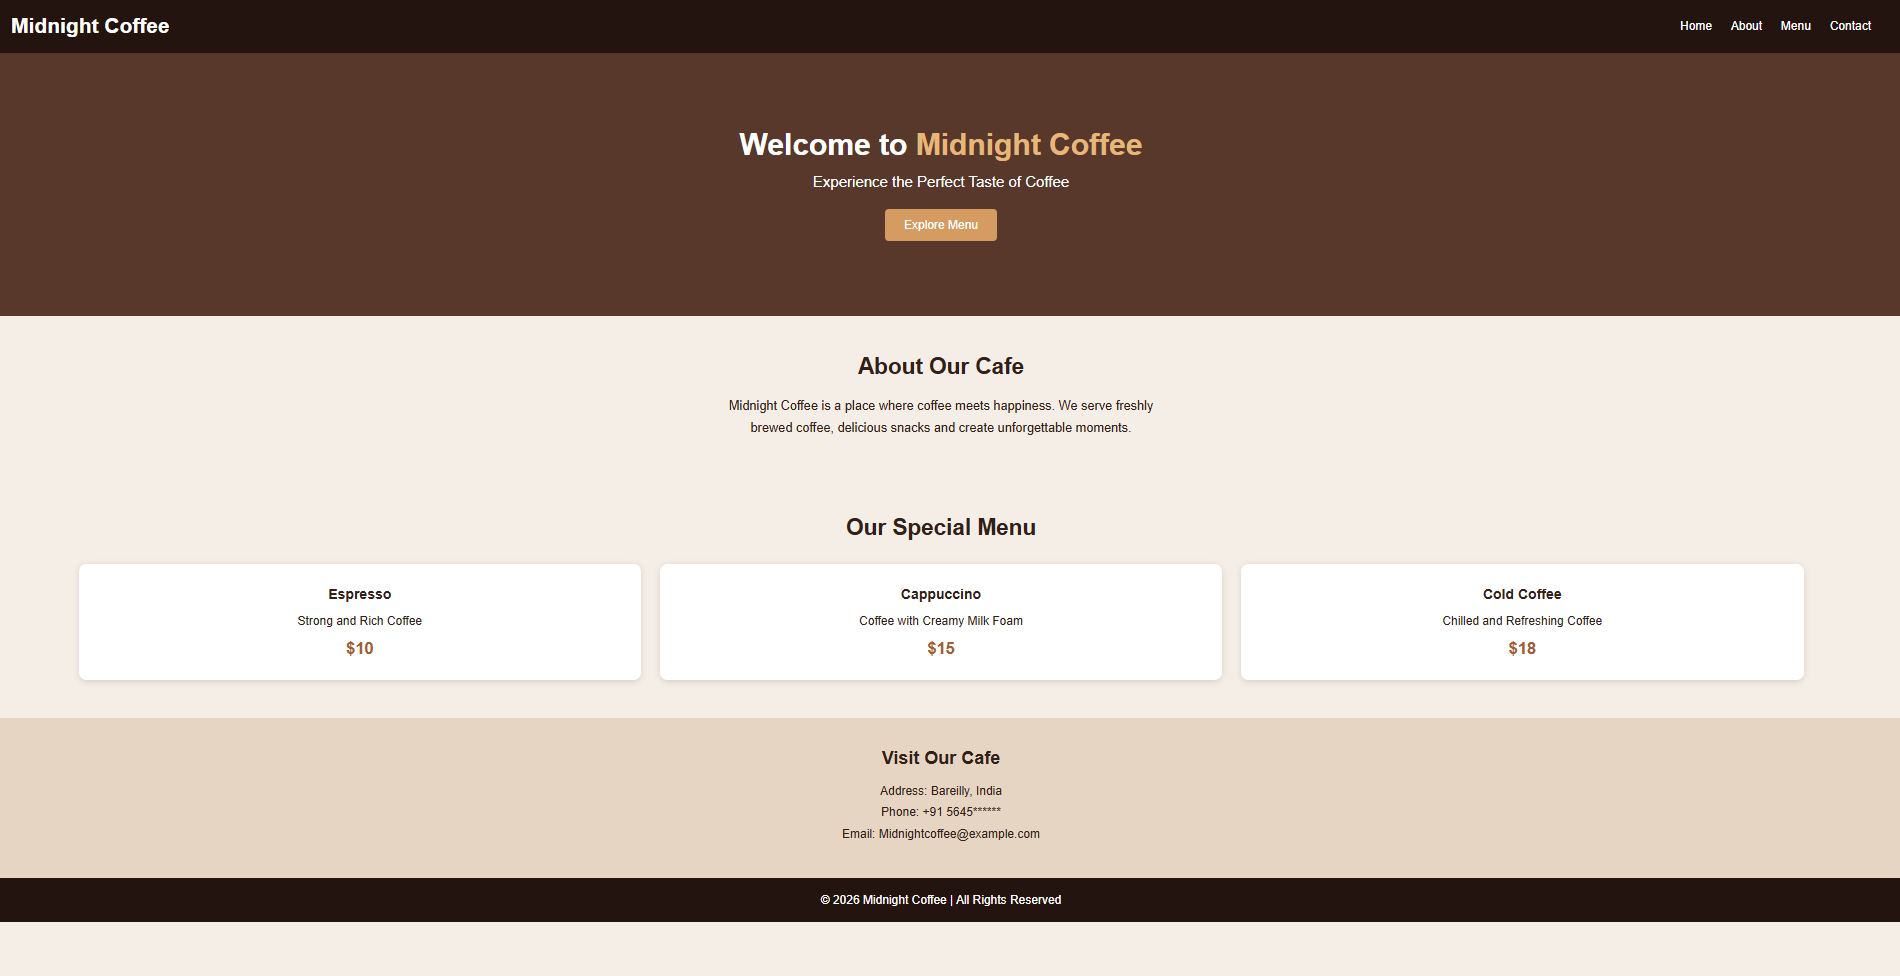 Midnight Coffee
Home About Menu Contact
Welcome to Midnight Coffee
Experience the Perfect Taste of Coffee
Explore Menu
About Our Cafe
Midnight Coffee is a place where coffee meets happiness. We serve freshly
brewed coffee, delicious snacks and create unforgettable moments.
Our Special Menu
Espresso
Strong and Rich Coffee
$10
Cappuccino
Coffee with Creamy Milk Foam
$15
Cold Coffee
Chilled and Refreshing Coffee
$18
Visit Our Cafe
Address: Bareilly, India
Phone: +91 5645******
Email: Midnightcoffee@example.com
© 2026 Midnight Coffee | All Rights Reserved